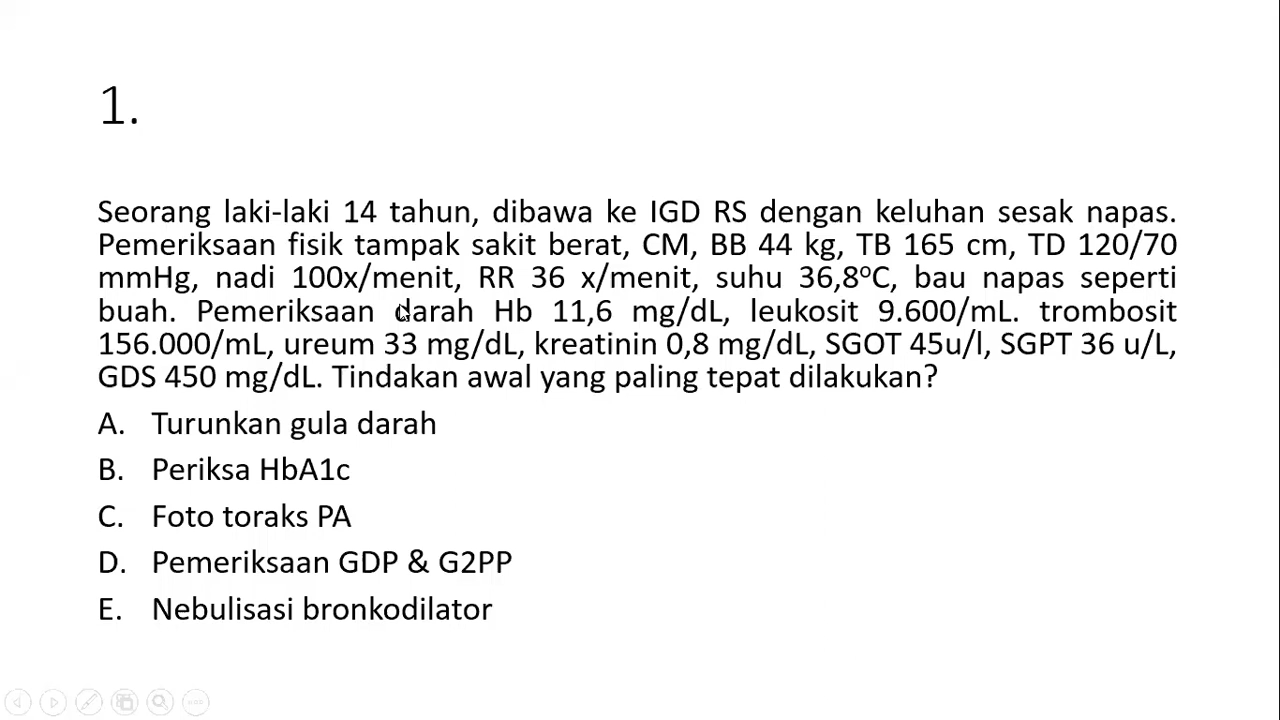 1.
Seorang laki-laki 14 tahun, dibawa ke IGD RS dengan keluhan sesak napas.
Pemeriksaan fisik tampak sakit berat, CM, BB 44 kg, TB 165 cm, TD 120/70
mmHg, nadi 100x/menit, RR 36 x/menit, suhu 36,8ºC, bau napas seperti
buah. Pemeriksaan darah Hb 11,6 mg/dL, leukosit 9.600/mL. trombosit
156.000/mL, ureum 33 mg/dL, kreatinin 0,8 mg/dL, SGOT 45u/l, SGPT 36 u/L,
GDS 450 mg/dL. Tindakan awal yang paling tepat dilakukan?
A. Turunkan gula darah
B. Periksa HbA1c
C. Foto toraks PA
D. Pemeriksaan GDP & G2PP
E. Nebulisasi bronkodilator